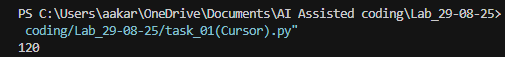 PS C:\Users\aakar\OneDrive\Documents\AI Assisted coding\Lab_29-08-25>
coding/Lab_29-08-25/task_01(Cursor).py"
120